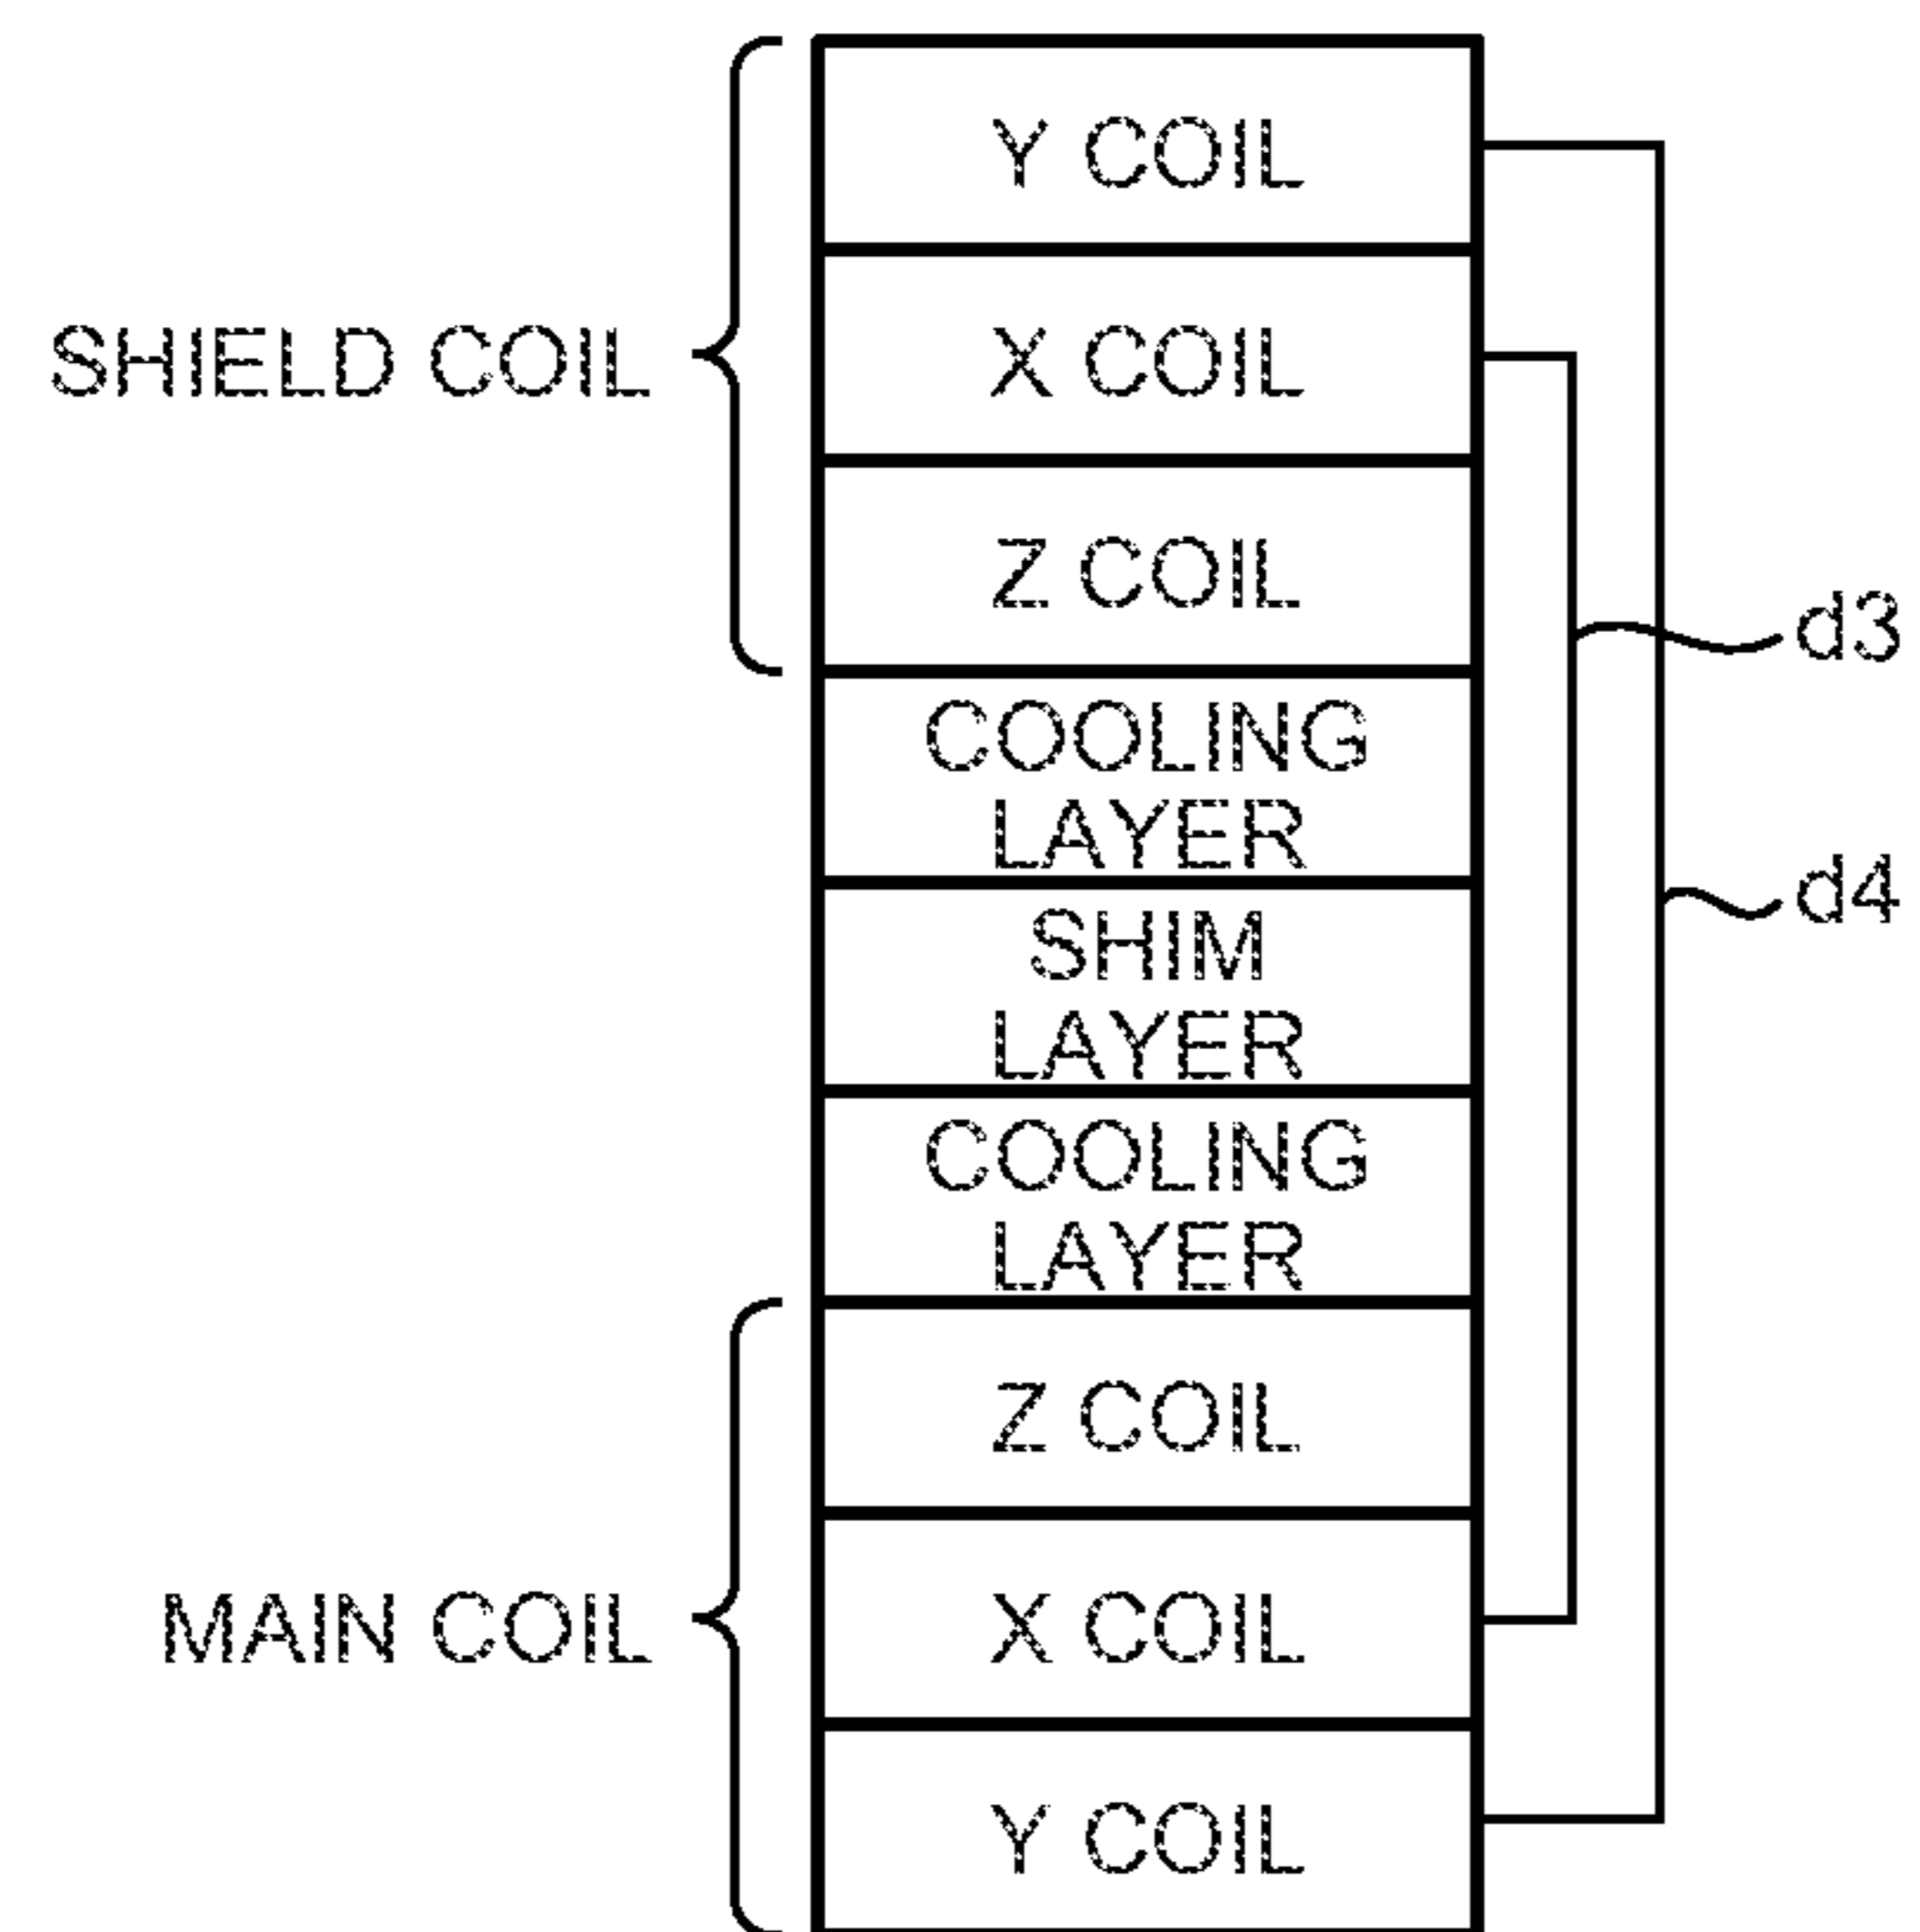 Y COIL
SHIELD COIL
X COIL
Z COIL
d3
COOLING
LAYER
d4
SHIM
LAYER
COOLING
LAYER
Z COIL
MAIN COIL
X COIL
Y COIL